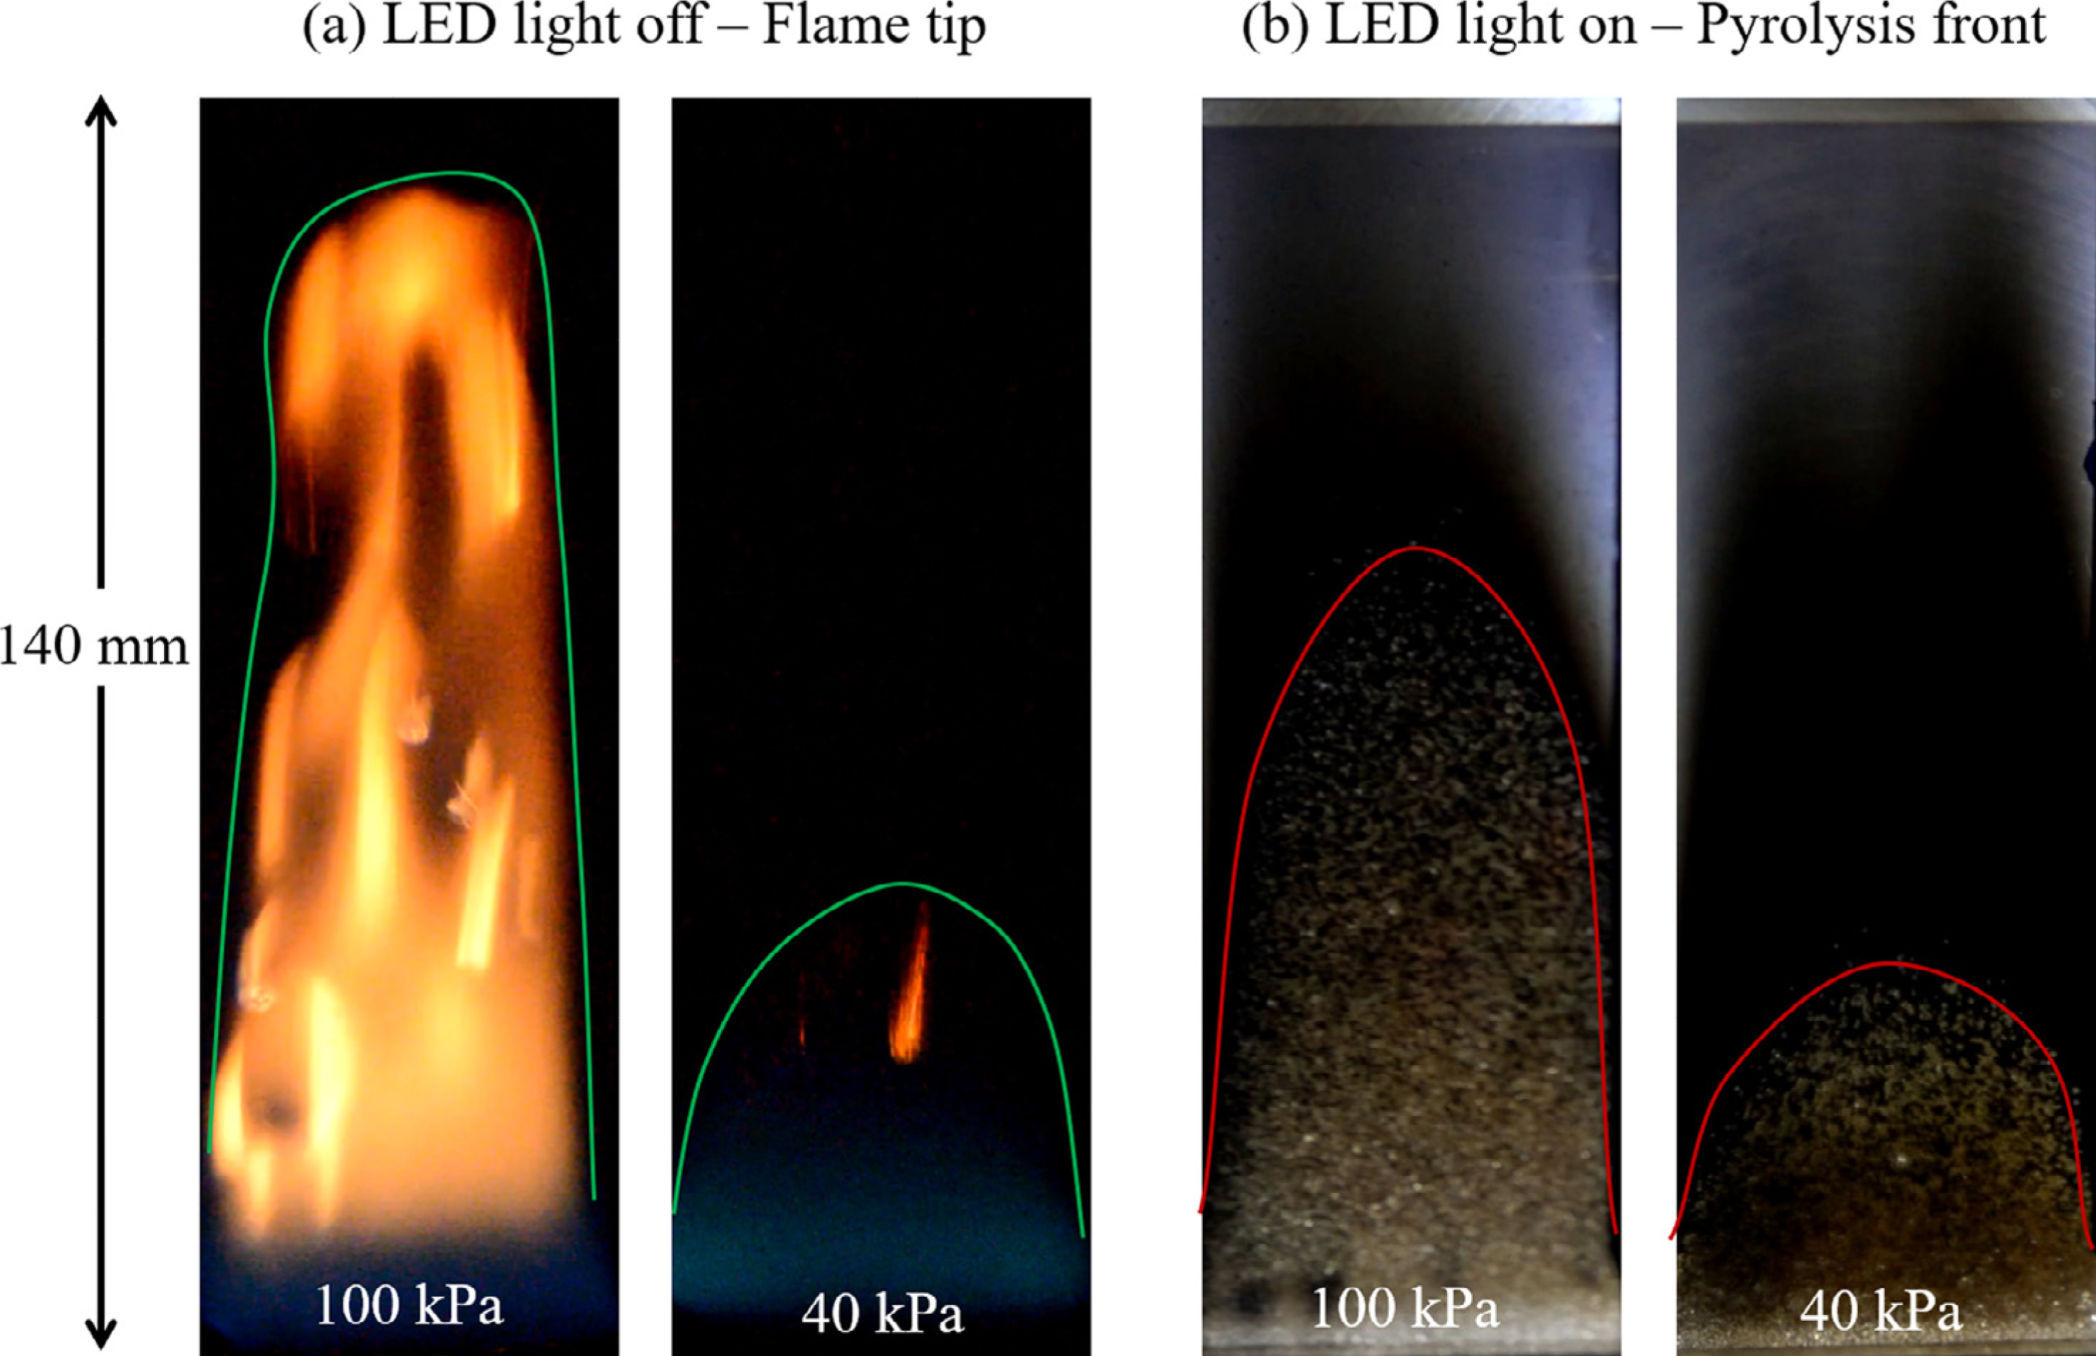 (a) LED light off – Flame tip
(b) LED light on – Pyrolysis front
140 mm
100 kPa
40 kPa
100 kPa
40 kPa